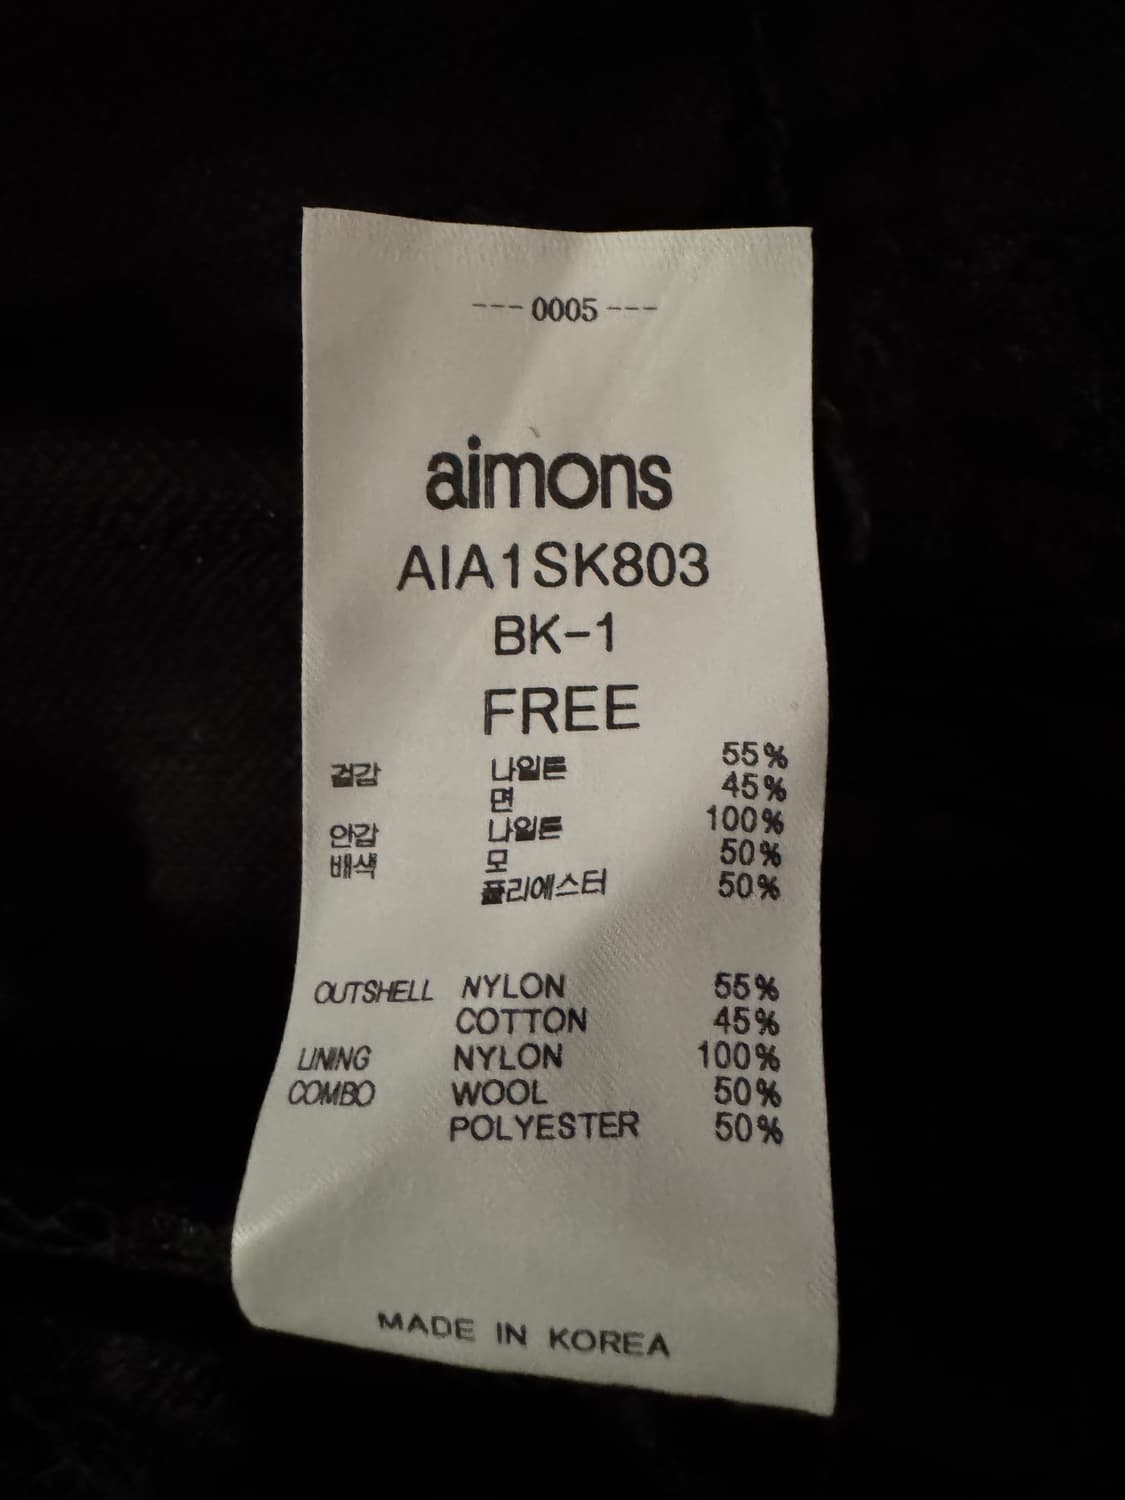 --- 0005 ---
aimons
AIA1SK803
BK-1
FREE
겉감 나일론 55%
면 45%
안감 나일론 100%
배색 모 50%
폴리에스터 50%
OUTSHELL NYLON 55%
COTTON 45%
LINING NYLON 100%
COMBO WOOL 50%
POLYESTER 50%
MADE IN KOREA